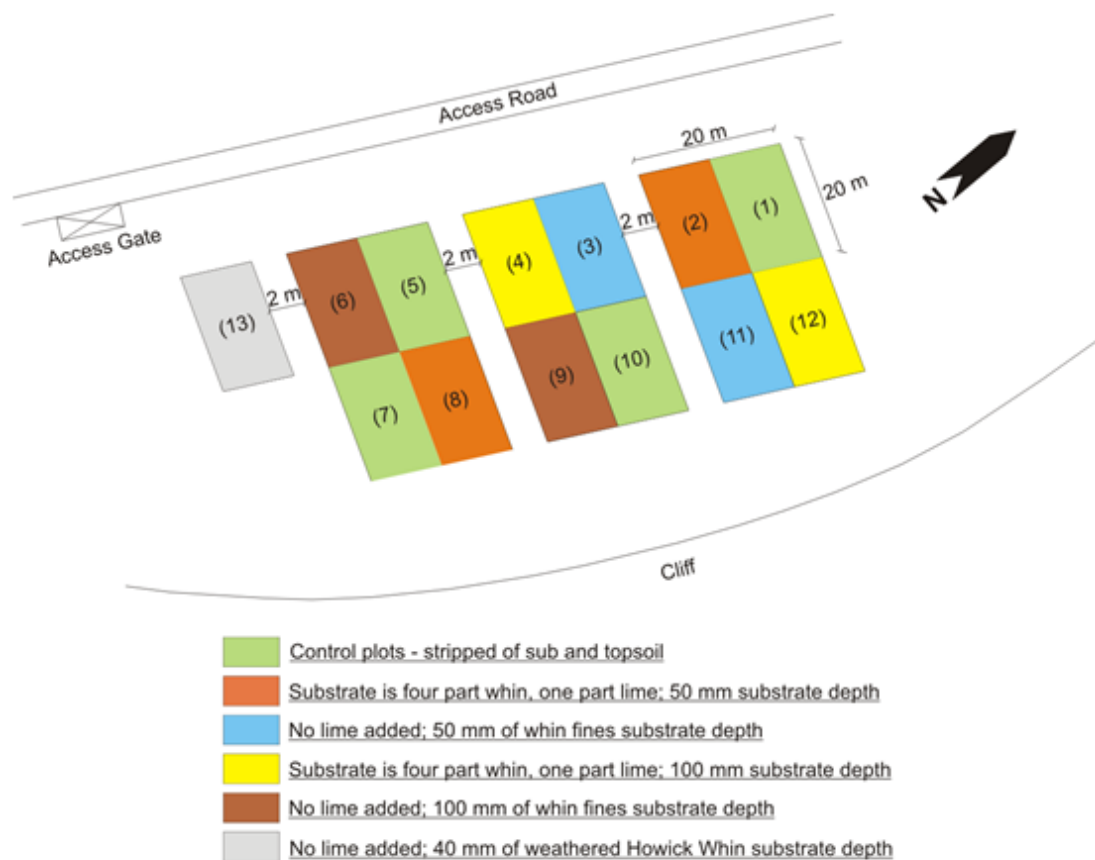 Access Road
20 m
20 m
N
Access Gate
2 m
2 m
2 m
(1)
(2)
(3)
(4)
(5)
(6)
(13)
(12)
(11)
(10)
(9)
(8)
(7)
Cliff
Control plots - stripped of sub and topsoil
Substrate is four part whin, one part lime; 50 mm substrate depth
No lime added; 50 mm of whin fines substrate depth
Substrate is four part whin, one part lime; 100 mm substrate depth
No lime added; 100 mm of whin fines substrate depth
No lime added; 40 mm of weathered Howick Whin substrate depth